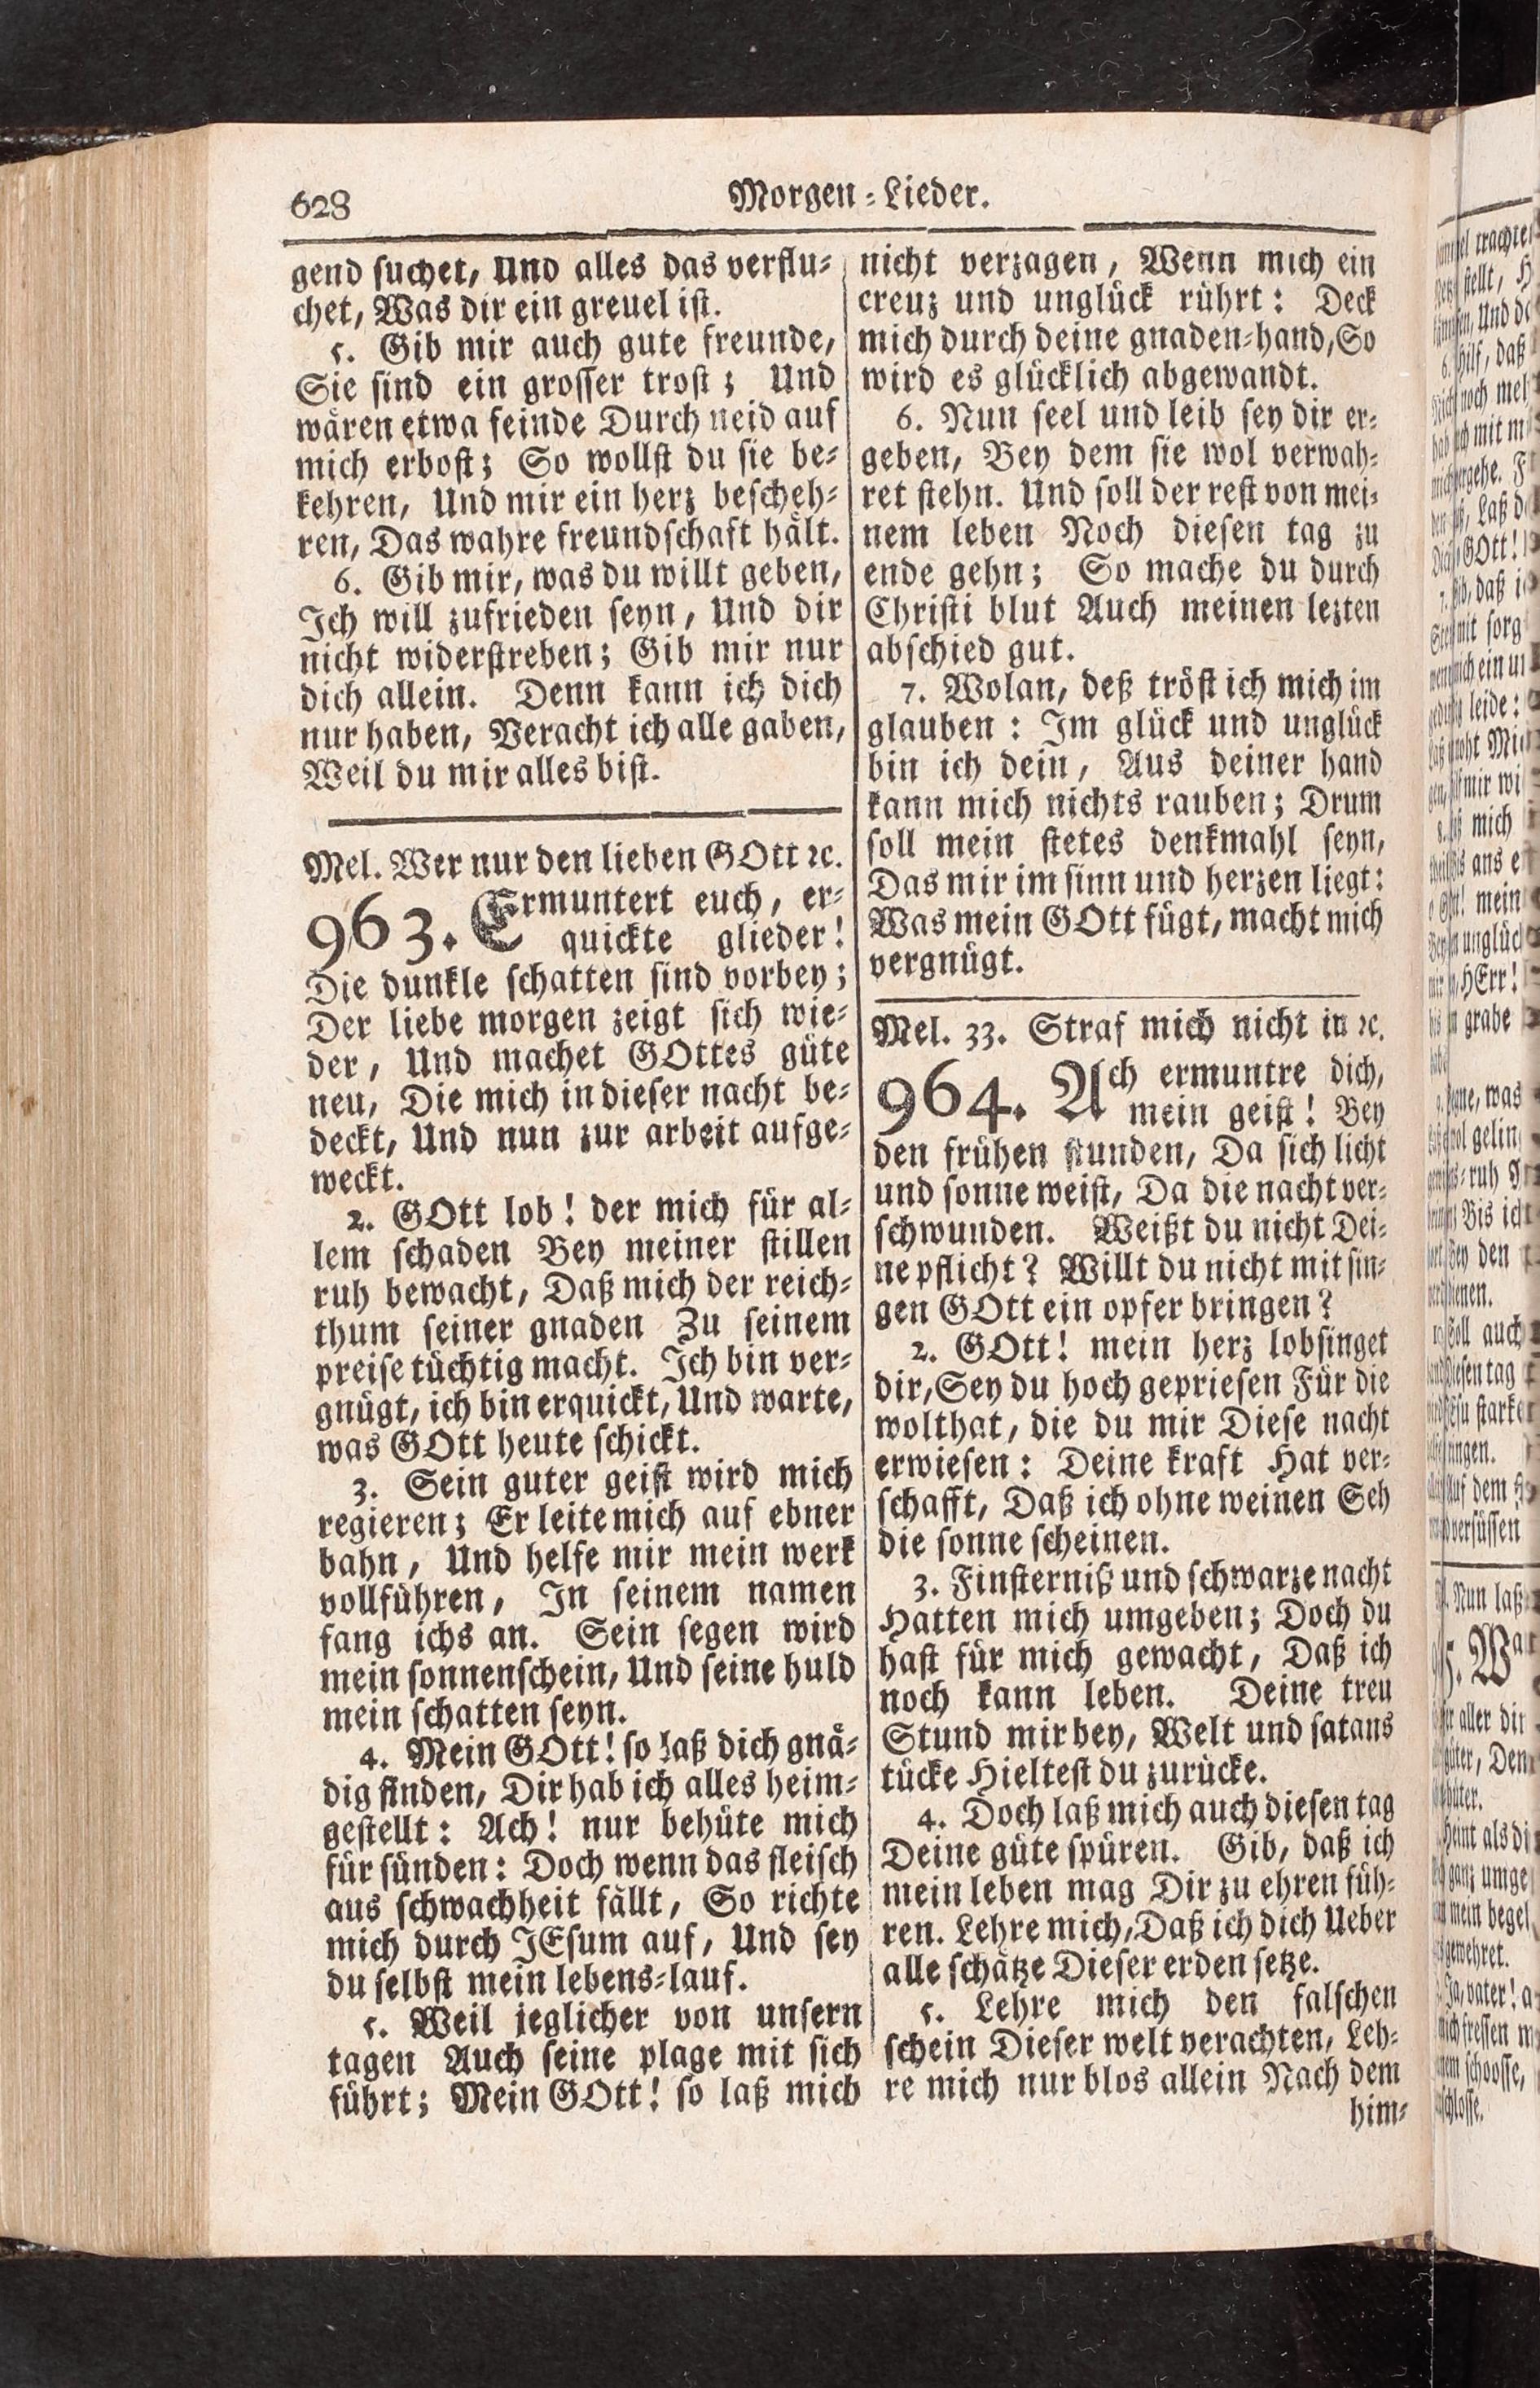 628
Morgen-Lieder.
gend suchet, Und alles das verflu-
chet, Was dir ein greuel ist.
5. Gib mir auch gute freunde,
Sie sind ein grosser trost; Und
wären etwa feinde Durch neid auf
mich erbost; So wollst du sie be-
kehren, Und mir ein herz bescheh-
ren, Das wahre freundschaft hält.
6. Gib mir, was du willt geben,
Ich will zufrieden seyn, Und dir
nicht widerstreben; Gib mir nur
dich allein. Denn kann ich dich
nur haben, Veracht ich alle gaben,
Weil du mir alles bist.
Mel. Wer nur den lieben GOtt ꝛc.
963. Ermuntert euch, er-
quickte glieder!
Die dunkle schatten sind vorbey;
Der liebe morgen zeigt sich wie-
der, Und machet GOttes güte
neu, Die mich in dieser nacht be-
deckt, Und nun zur arbeit aufge-
weckt.
2. GOtt lob! der mich für al-
lem schaden Bey meiner stillen
ruh bewacht, Daß mich der reich-
thum seiner gnaden Zu seinem
preise tüchtig macht. Ich bin ver-
gnügt, ich bin erquickt, Und warte,
was GOtt heute schickt.
3. Sein guter geist wird mich
regieren; Er leite mich auf ebner
bahn, Und helfe mir mein werk
vollführen, In seinem namen
fang ichs an. Sein segen wird
mein sonnenschein, Und seine huld
mein schatten seyn.
4. Mein GOtt! so laß dich gnä-
dig finden, Dir hab ich alles heim-
gestellt: Ach! nur behüte mich
für sünden: Doch wenn das fleisch
aus schwachheit fällt, So richte
mich durch JEsum auf, Und sey
du selbst mein lebens-lauf.
5. Weil jeglicher von unsern
tagen Auch seine plage mit sich
führt; Mein GOtt! so laß mich
nicht verzagen, Wenn mich ein
creuz und unglück rührt: Deck
mich durch deine gnaden-hand, So
wird es glücklich abgewandt.
6. Nun seel und leib sey dir er-
geben, Bey dem sie wol verwah-
ret stehn. Und soll der rest von mei-
nem leben Noch diesen tag zu
ende gehn; So mache du durch
Christi blut Auch meinen lezten
abschied gut.
7. Wolan, deß tröst ich mich im
glauben: Im glück und unglück
bin ich dein, Aus deiner hand
kann mich nichts rauben; Drum
soll mein stetes denkmahl seyn,
Das mir im sinn und herzen liegt:
Was mein GOtt fügt, macht mich
vergnügt.
Mel. 33. Straf mich nicht in ꝛc.
964. Ach ermuntre dich,
mein geist! Bey
den frühen stunden, Da sich licht
und sonne weist, Da die nacht ver-
schwunden. Weißt du nicht Dei-
ne pflicht? Willt du nicht mit sin-
gen GOtt ein opfer bringen?
2. GOtt! mein herz lobsinget
dir, Sey du hoch gepriesen Für die
wolthat, die du mir Diese nacht
erwiesen: Deine kraft Hat ver-
schafft, Daß ich ohne weinen Seh
die sonne scheinen.
3. Finsterniß und schwarze nacht
Hatten mich umgeben; Doch du
hast für mich gewacht, Daß ich
noch kann leben. Deine treu
Stund mir bey, Welt und satans
tücke Hieltest du zurücke.
4. Doch laß mich auch diesen tag
Deine güte spüren. Gib, daß ich
mein leben mag Dir zu ehren füh-
ren. Lehre mich, Daß ich dich Ueber
alle schätze Dieser erden setze.
5. Lehre mich den falschen
schein Dieser welt verachten, Leh-
re mich nur blos allein Nach dem
him-